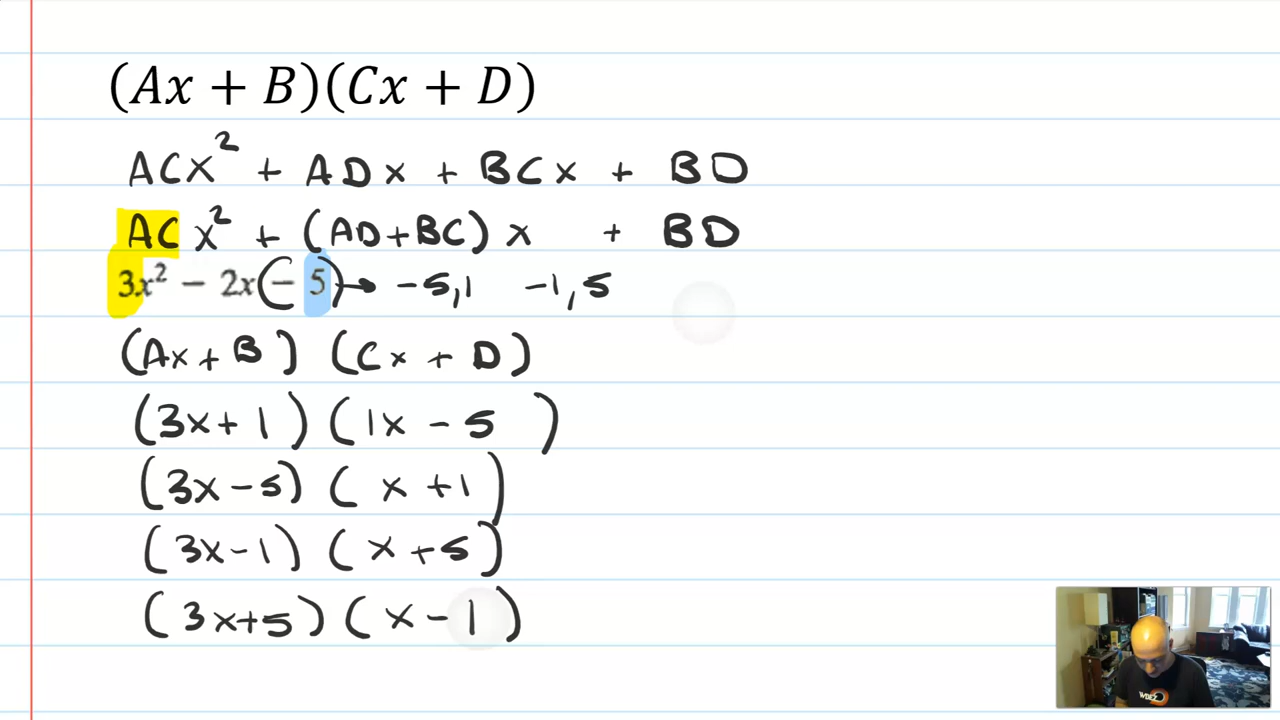 (Ax + B)(Cx + D)
ACx² + ADx + BCx + BD
ACx² + (AD+BC)x + BD
3x² − 2x(− 5)→ -5,1 -1,5
(Ax + B) (Cx + D)
(3x+1) (1x - 5)
(3x-5) (x +1)
(3x-1) (x+5)
(3x+5) (x-1)